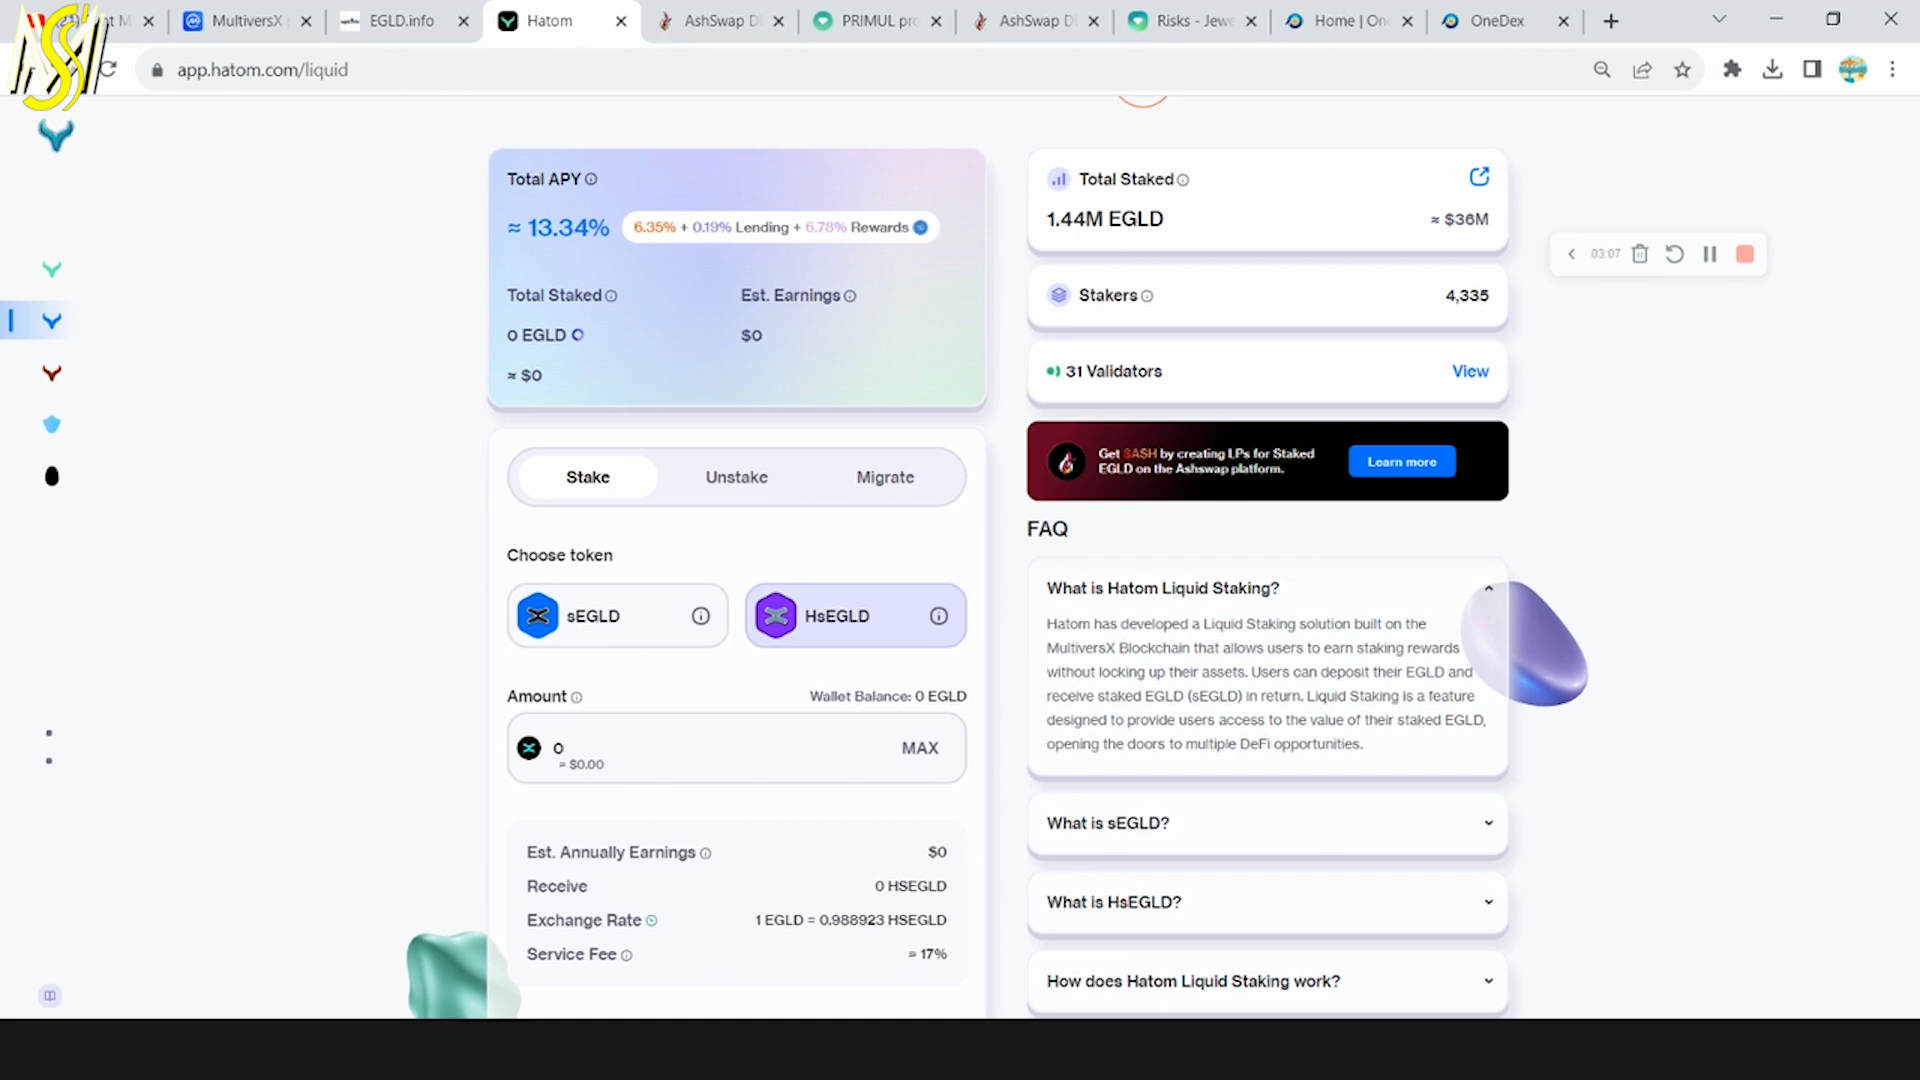 MultiversX
EGLD.info
Hatom
AshSwap D
PRIMUL pr
AshSwap D
Risks - Jewe
Home | On
OneDex
app.hatom.com/liquid
Total APY
≈ 13.34%
6.35% + 0.19% Lending + 6.78% Rewards
Total Staked
Est. Earnings
0 EGLD
$0
≈ $0
Stake
Unstake
Migrate
Choose token
sEGLD
HsEGLD
Amount
Wallet Balance: 0 EGLD
0
≈ $0.00
MAX
Est. Annually Earnings
$0
Receive
0 HSEGLD
Exchange Rate
1 EGLD = 0.988923 HSEGLD
Service Fee
≈ 17%
Total Staked
1.44M EGLD
≈ $36M
03:07
Stakers
4,335
31 Validators
View
Get $ASH by creating LPs for Staked
EGLD on the Ashswap platform.
Learn more
FAQ
What is Hatom Liquid Staking?
Hatom has developed a Liquid Staking solution built on the
MultiversX Blockchain that allows users to earn staking rewards
without locking up their assets. Users can deposit their EGLD and
receive staked EGLD (sEGLD) in return. Liquid Staking is a feature
designed to provide users access to the value of their staked EGLD,
opening the doors to multiple DeFi opportunities.
What is sEGLD?
What is HsEGLD?
How does Hatom Liquid Staking work?